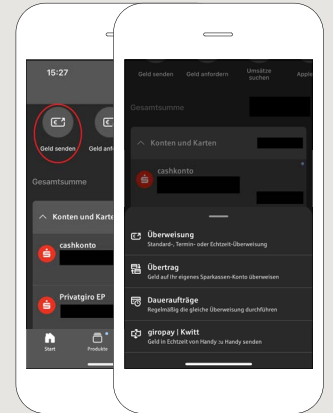 15:27
Geld senden
Geld anf
Gesamtsumme
Konten und Karte
cashkonto
Privatgiro EP
Start
Produkte
Geld senden
Geld anfordern
Umsätze suchen
Apple
Gesamtsumme
Konten und Karten
cashkonto
Überweisung
Standard-, Termin- oder Echtzeit-Überweisung
Übertrag
Geld auf Ihr eigenes Sparkassen-Konto überweisen
Daueraufträge
Regelmäßig die gleiche Überweisung durchführen
giropay | Kwitt
Geld in Echtzeit von Handy zu Handy senden